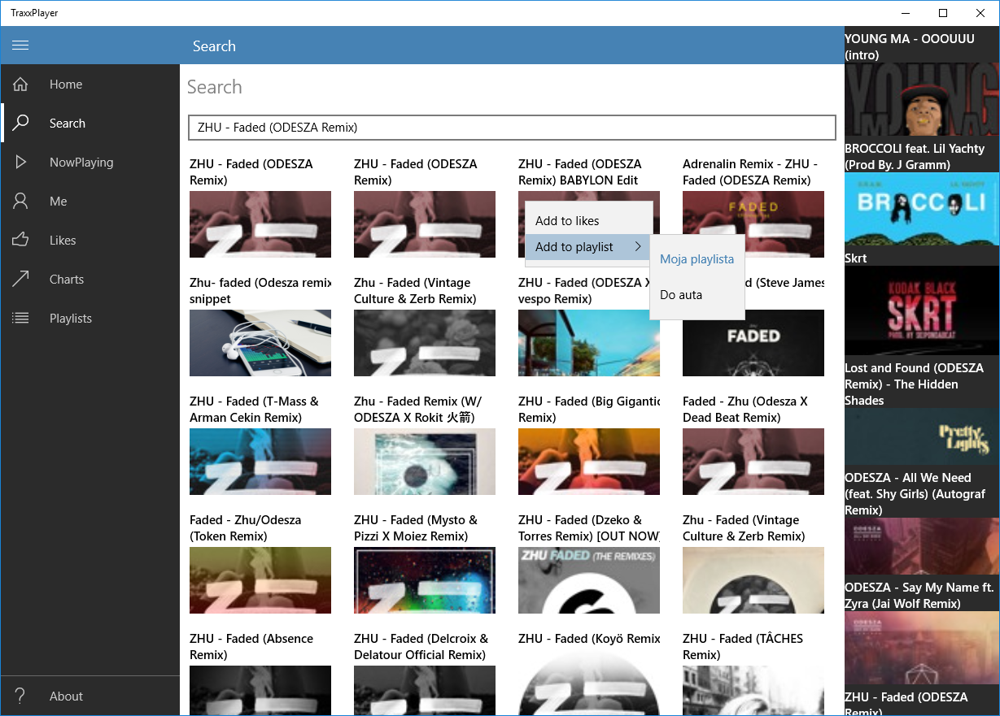 TraxxPlayer
Search
Home
Search
NowPlaying
Me
Likes
Charts
Playlists
About
Search
ZHU - Faded (ODESZA Remix)
ZHU - Faded (ODESZA
Remix)
ZHU - Faded (ODESZA
Remix)
ZHU - Faded (ODESZA
Remix) BABYLON Edit
Adrenalin Remix - ZHU -
Faded (ODESZA Remix)
FADED
Add to likes
Add to playlist
Moja playlista
Do auta
Zhu- faded (Odesza remix
snippet
Zhu - Faded (Vintage
Culture & Zerb Remix)
ZHU - Faded (ODESZA X
vespo Remix)
d (Steve James
FADED
ZHU - Faded (T-Mass &
Arman Cekin Remix)
Zhu - Faded Remix (W/
ODESZA X Rokit 火箭)
ZHU - Faded (Big Gigantic
Remix)
Faded - Zhu (Odesza X
Dead Beat Remix)
Faded - Zhu/Odesza
(Token Remix)
ZHU - Faded (Mysto &
Pizzi X Moiez Remix)
ZHU - Faded (Dzeko &
Torres Remix) [OUT NOW]
ZHU FADED (THE REMIXES)
Zhu - Faded (Vintage
Culture & Zerb Remix)
ZHU - Faded (Absence
Remix)
ZHU - Faded (Delcroix &
Delatour Official Remix)
ZHU - Faded (Koyö Remix
ZHU - Faded (TÂCHES
Remix)
YOUNG MA - OOOUUU
(intro)
YOUNG
BROCCOLI feat. Lil Yachty
(Prod By. J Gramm)
D.R.A.M. LIL YACHTY
BROCCOLI
Skrt
KODAK BLACK
SKRT
PROD. BY SKIPONDABEAT
Lost and Found (ODESZA
Remix) - The Hidden
Shades
Pretty
Lights
ODESZA - All We Need
(feat. Shy Girls) (Autograf
Remix)
ODESZA
ODESZA - Say My Name ft.
Zyra (Jai Wolf Remix)
ODESZA
ZHU - Faded (ODESZA
Remix)